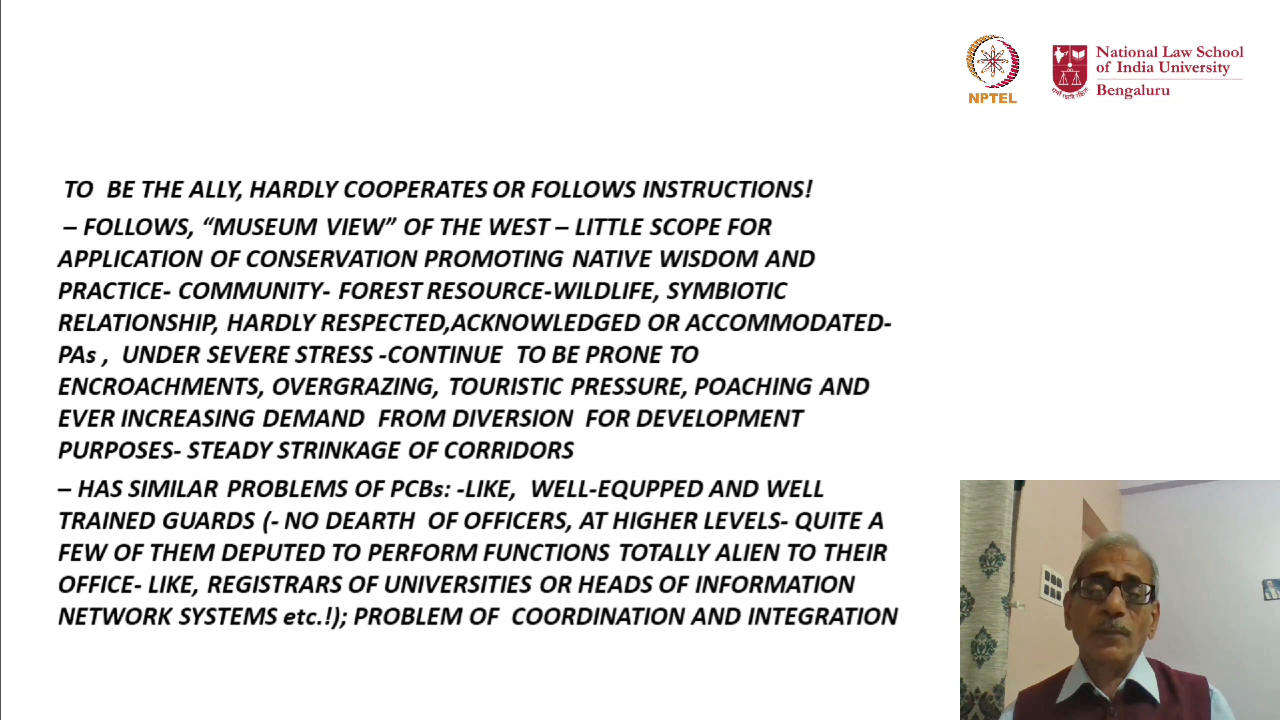 NPTEL
National Law School
of India University
Bengaluru
TO BE THE ALLY, HARDLY COOPERATES OR FOLLOWS INSTRUCTIONS!
– FOLLOWS, “MUSEUM VIEW” OF THE WEST – LITTLE SCOPE FOR
APPLICATION OF CONSERVATION PROMOTING NATIVE WISDOM AND
PRACTICE- COMMUNITY- FOREST RESOURCE-WILDLIFE, SYMBIOTIC
RELATIONSHIP, HARDLY RESPECTED,ACKNOWLEDGED OR ACCOMMODATED-
PAs , UNDER SEVERE STRESS -CONTINUE TO BE PRONE TO
ENCROACHMENTS, OVERGRAZING, TOURISTIC PRESSURE, POACHING AND
EVER INCREASING DEMAND FROM DIVERSION FOR DEVELOPMENT
PURPOSES- STEADY STRINKAGE OF CORRIDORS
– HAS SIMILAR PROBLEMS OF PCBs: -LIKE, WELL-EQUPPED AND WELL
TRAINED GUARDS (- NO DEARTH OF OFFICERS, AT HIGHER LEVELS- QUITE A
FEW OF THEM DEPUTED TO PERFORM FUNCTIONS TOTALLY ALIEN TO THEIR
OFFICE- LIKE, REGISTRARS OF UNIVERSITIES OR HEADS OF INFORMATION
NETWORK SYSTEMS etc.!); PROBLEM OF COORDINATION AND INTEGRATION